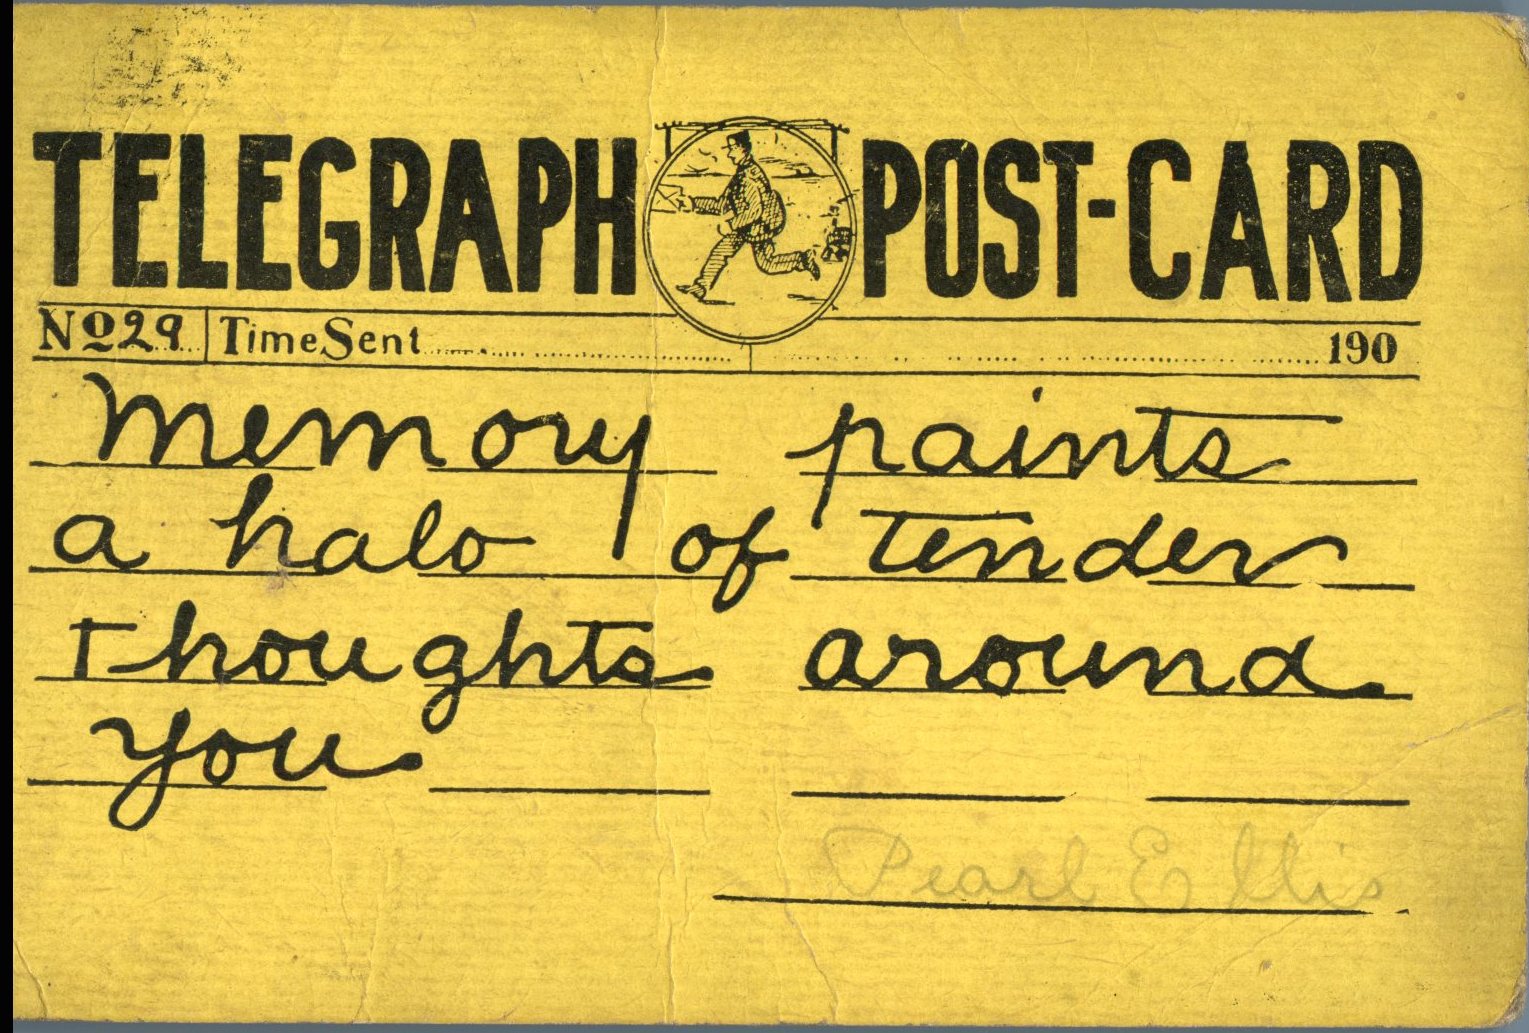 TELEGRAPH POST-CARD
No 29 Time Sent 190
Memory paints
a halo of tender
thoughts around
you.
Pearl Ellis